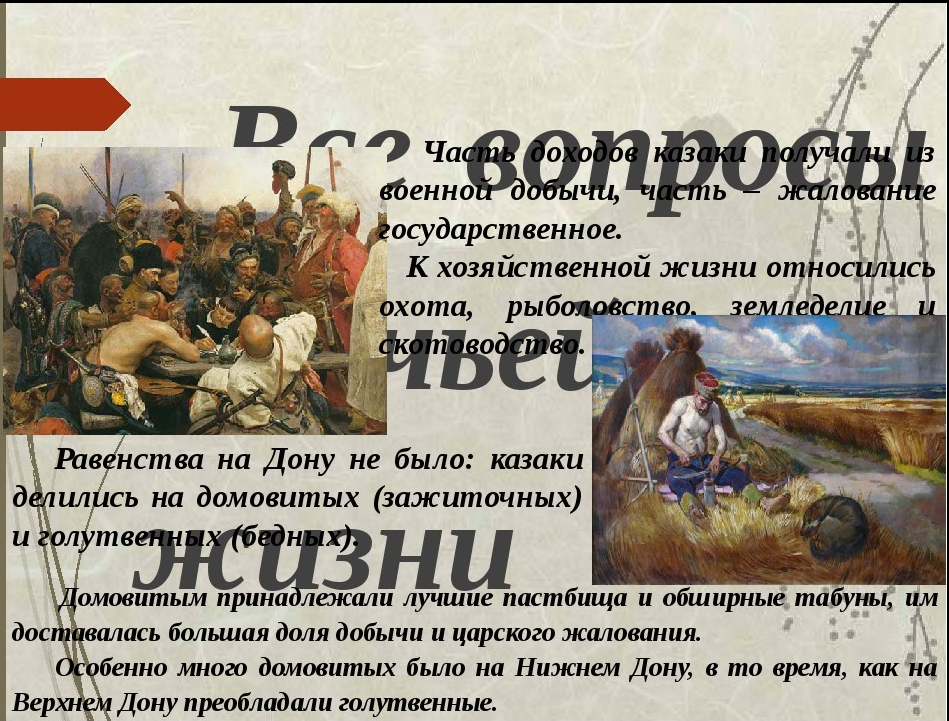 Все вопросы
чьей
жизни
Часть доходов казаки получали из
военной добычи, часть – жалование
государственное.
К хозяйственной жизни относились
охота, рыболовство, земледелие и
скотоводство.
Равенства на Дону не было: казаки
делились на домовитых (зажиточных)
и голутвенных (бедных).
Домовитым принадлежали лучшие пастбища и обширные табуны, им
доставалась большая доля добычи и царского жалования.
Особенно много домовитых было на Нижнем Дону, в то время, как на
Верхнем Дону преобладали голутвенные.